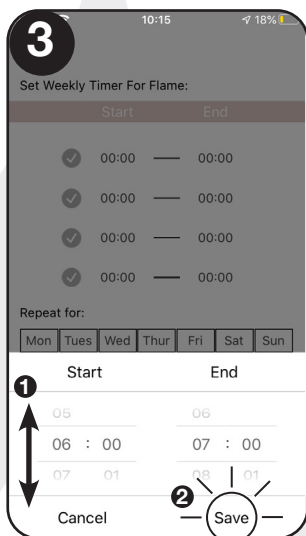 3
10:15 18%
Set Weekly Timer For Flame:
Start End
00:00 — 00:00
00:00 — 00:00
00:00 — 00:00
00:00 — 00:00
Repeat for:
Mon Tues Wed Thur Fri Sat Sun
Start End
1
05 06
06 : 00 07 : 00
07 01 08 01
2
Cancel Save